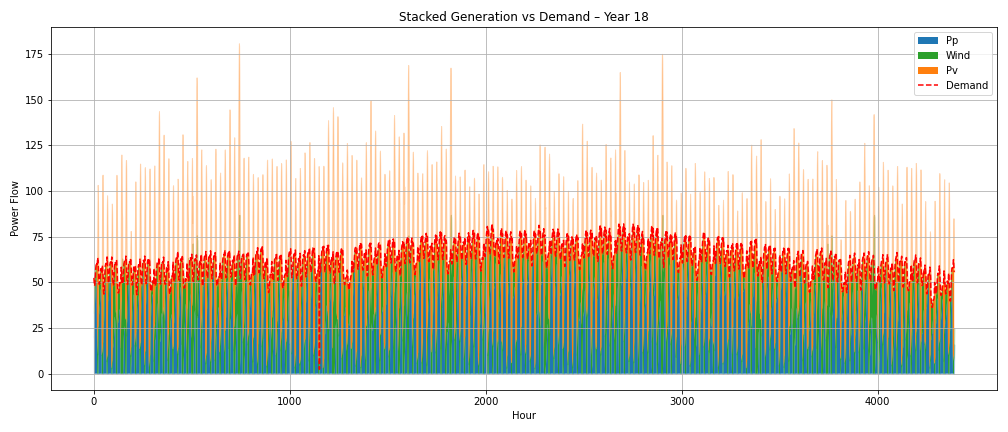 Stacked Generation vs Demand – Year 18
Pp
Wind
Pv
Demand
175
150
125
100
75
50
25
0
Power Flow
0 1000 2000 3000 4000
Hour